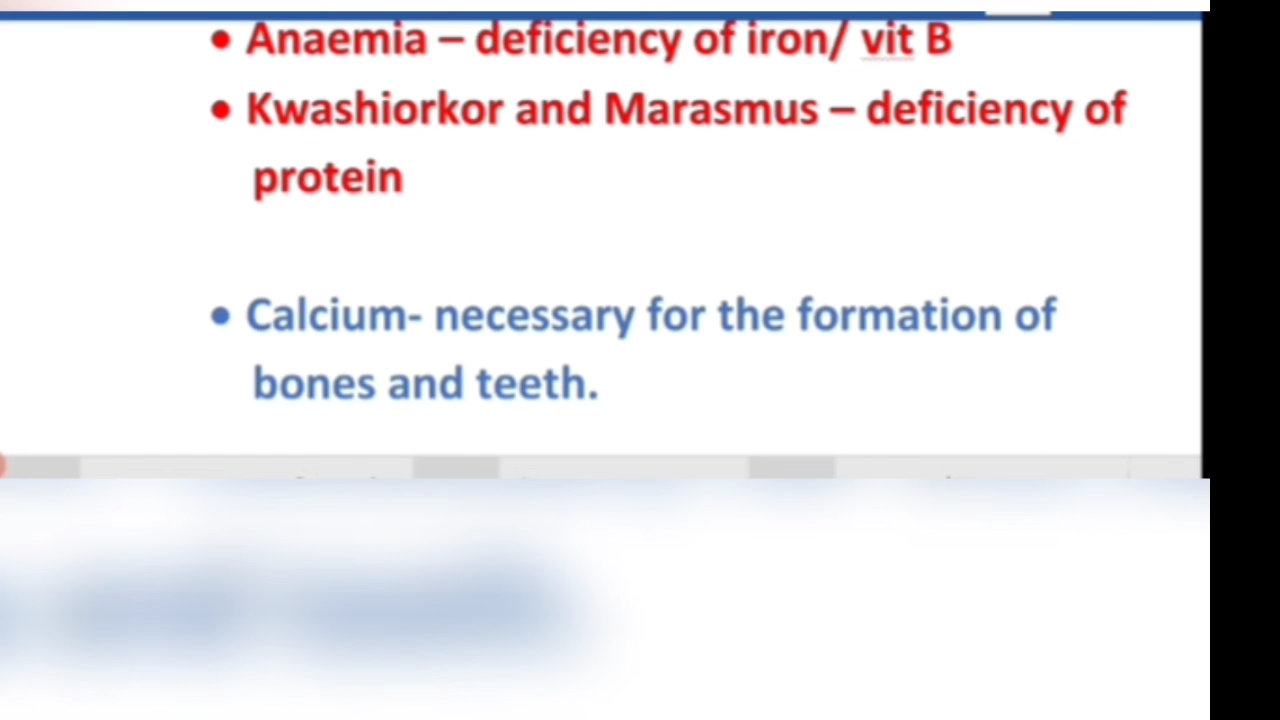 • Anaemia – deficiency of iron/ vit B
• Kwashiorkor and Marasmus – deficiency of
protein
• Calcium- necessary for the formation of
bones and teeth.